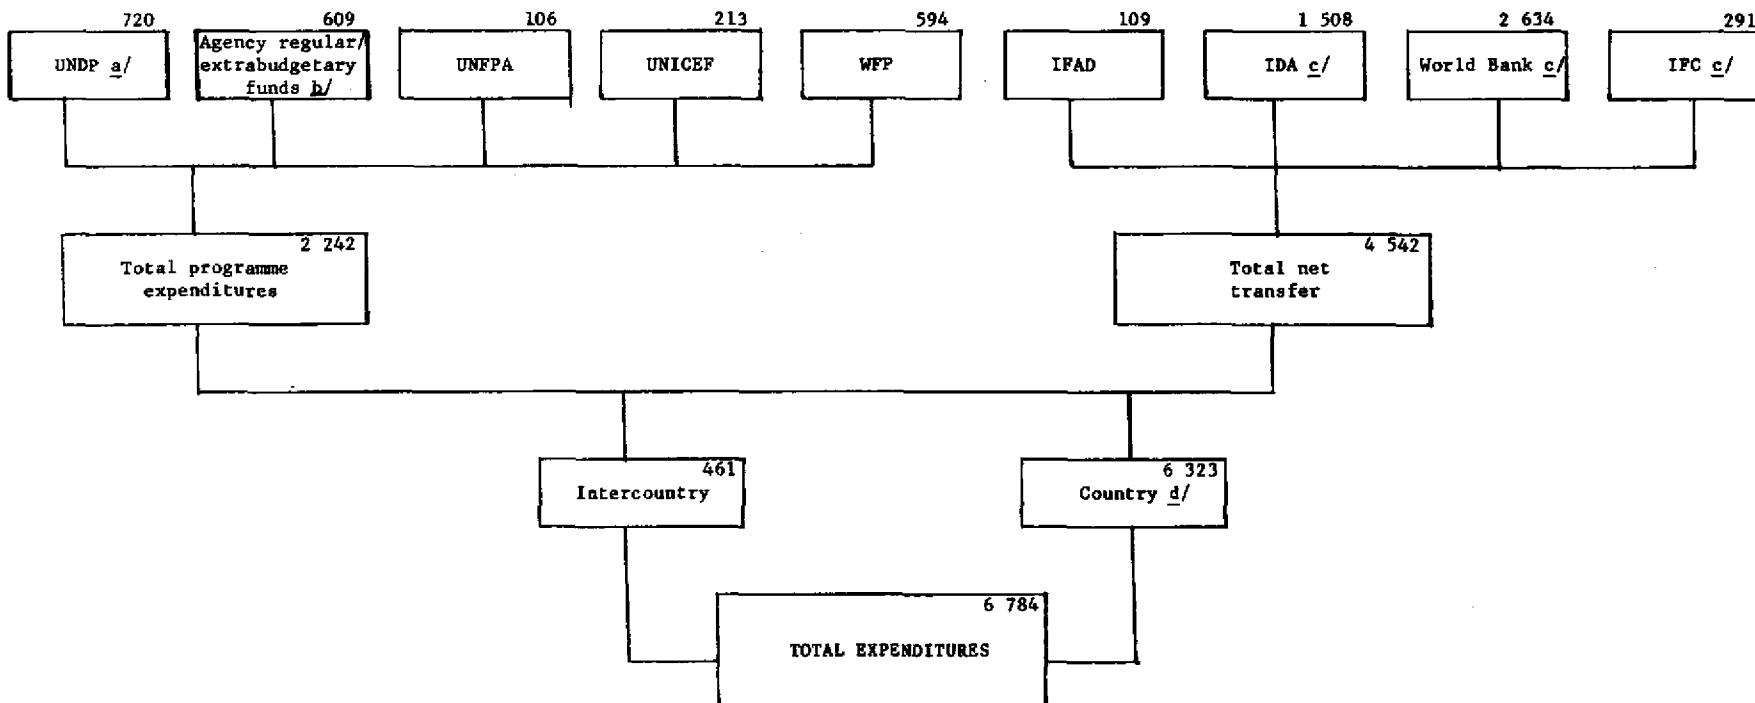 720 609 106 213 594 109 1 508 2 634 291
UNDP a/
Agency regular/
extrabudgetary
funds b/
UNFPA
UNICEF
WFP
IFAD
IDA c/
World Bank c/
IFC c/
2 242
Total programme
expenditures
4 542
Total net
transfer
461
Intercountry
6 323
Country d/
6 784
TOTAL EXPENDITURES